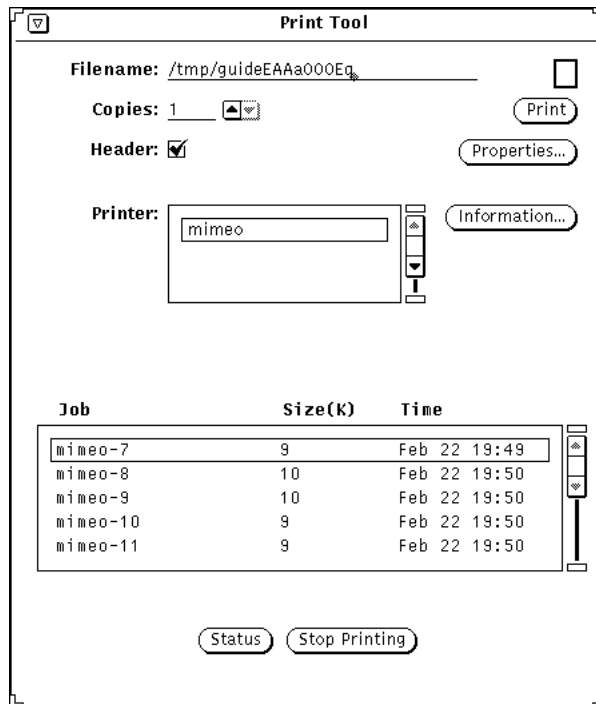 Print Tool
Filename: /tmp/guideEAAa000Eq
Copies: 1
Print
Header:
Properties...
Printer: mimeo
Information...
Job Size(K) Time
mimeo-7 9 Feb 22 19:49
mimeo-8 10 Feb 22 19:50
mimeo-9 10 Feb 22 19:50
mimeo-10 9 Feb 22 19:50
mimeo-11 9 Feb 22 19:50
Status Stop Printing